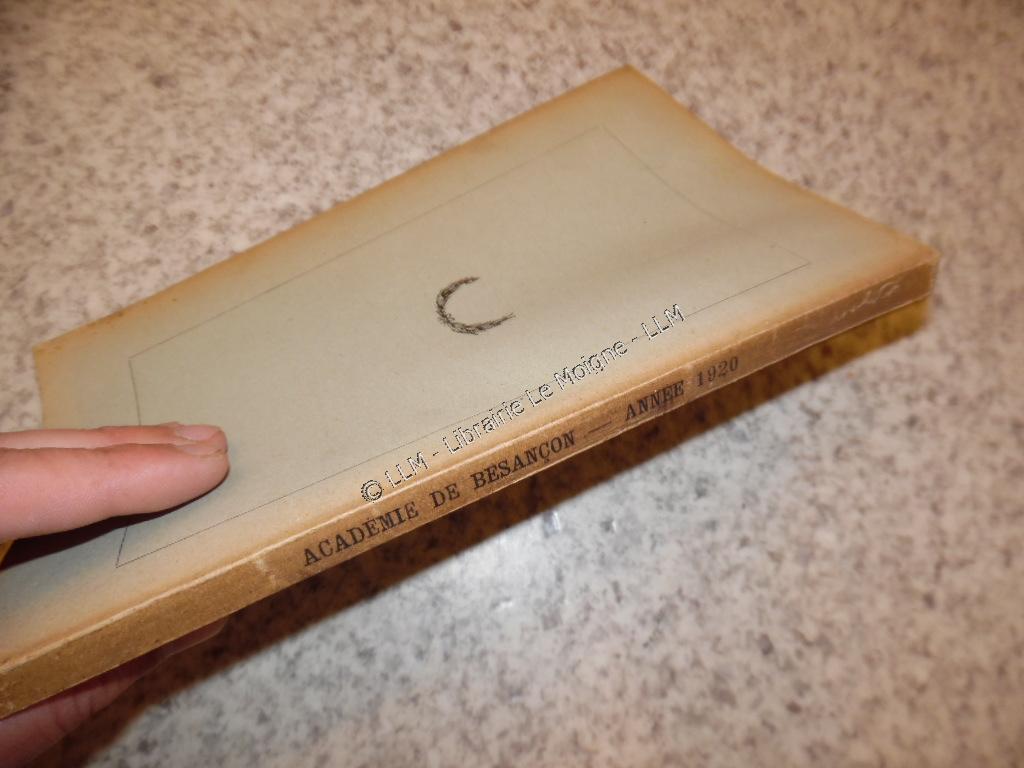 © LLM - Librairie Le Moigne - LLM
ACADÉMIE DE BESANÇON — ANNÉE 1920